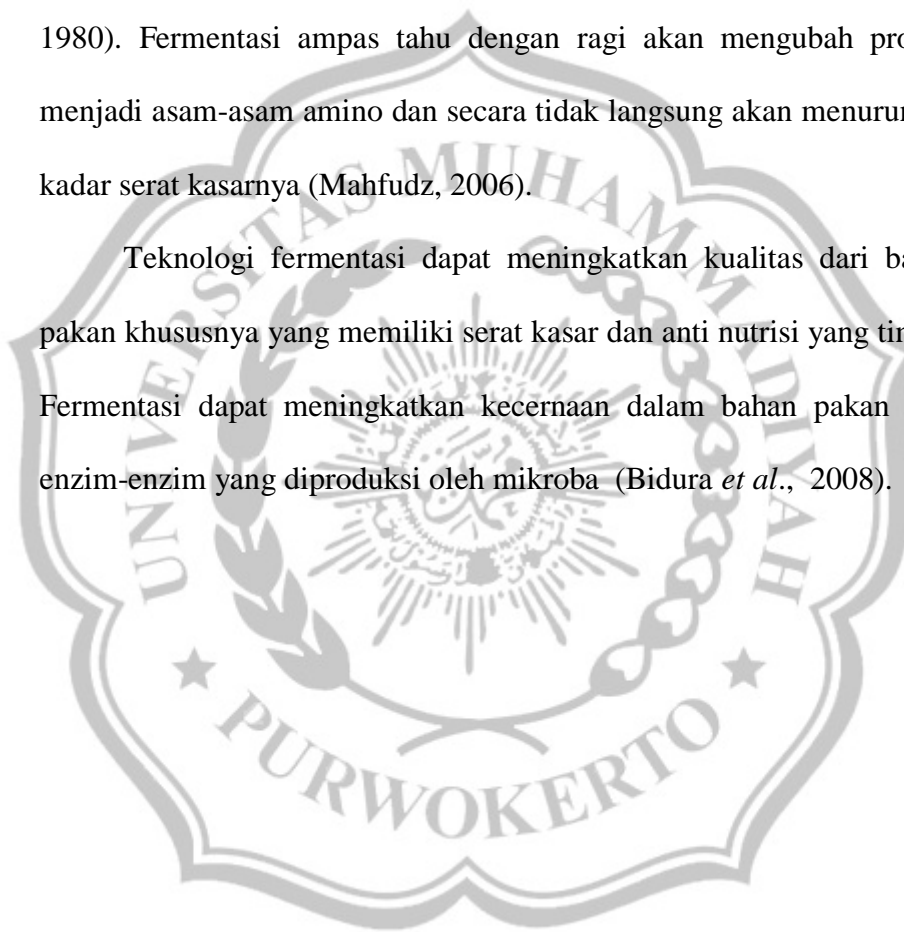 1980). Fermentasi ampas tahu dengan ragi akan mengubah pro
menjadi asam-asam amino dan secara tidak langsung akan menurun
kadar serat kasarnya (Mahfudz, 2006).
Teknologi fermentasi dapat meningkatkan kualitas dari ba
pakan khususnya yang memiliki serat kasar dan anti nutrisi yang tin
Fermentasi dapat meningkatkan kecernaan dalam bahan pakan
enzim-enzim yang diproduksi oleh mikroba (Bidura et al., 2008).
UNIVERSITAS MUHAMMADIYAH
PURWOKERTO